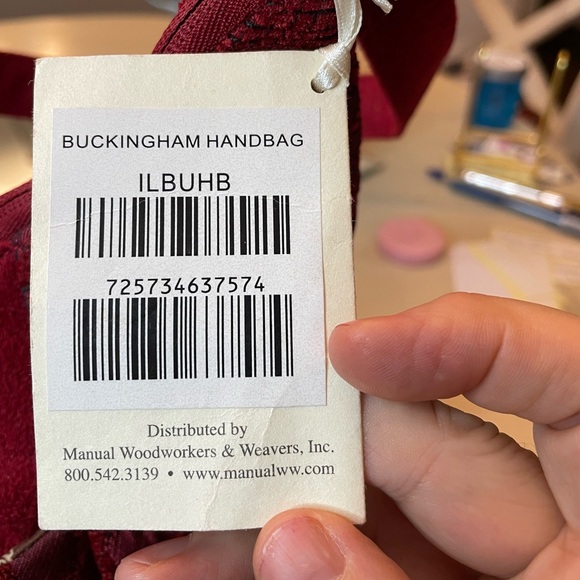 BUCKINGHAM HANDBAG
ILBUHB
725734637574
Distributed by
Manual Woodworkers & Weavers, Inc.
800.542.3139 • www.manualww.com